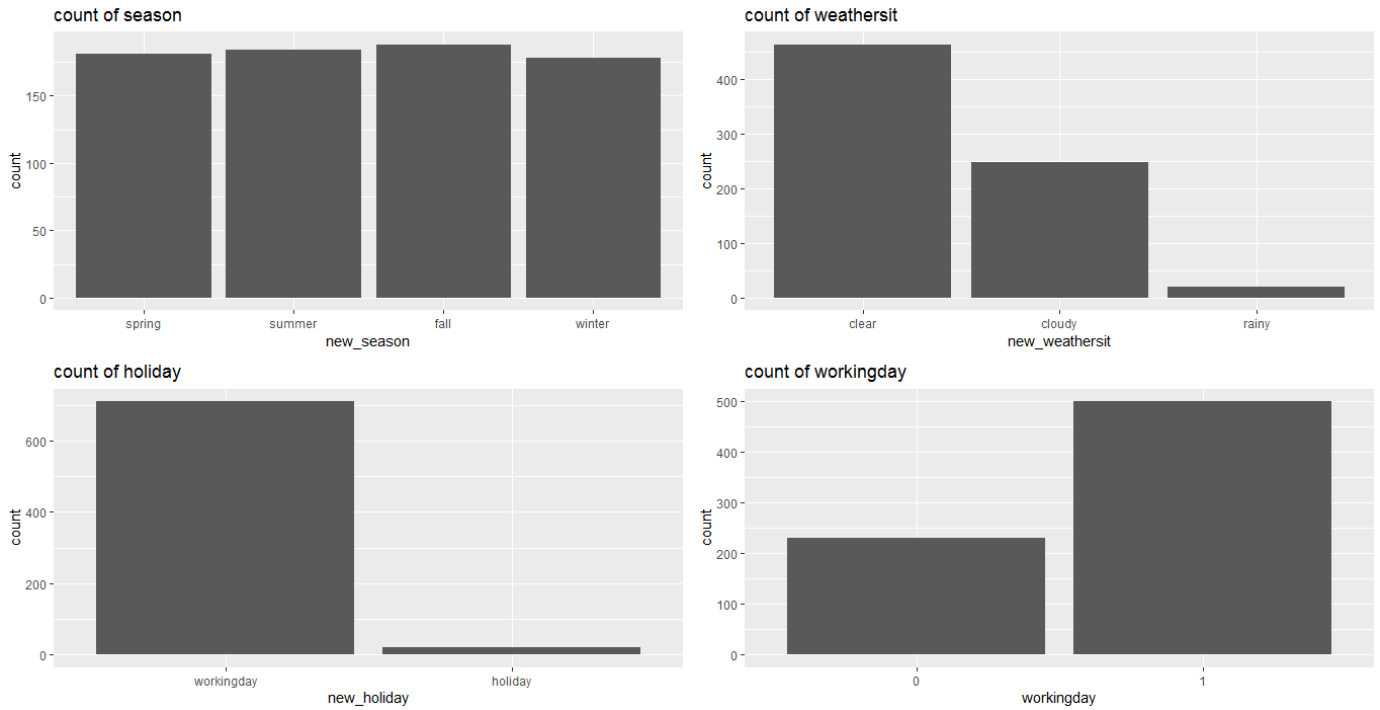 count of season
count
150
100
50
0
spring summer fall winter
new_season
count of weathersit
count
400
300
200
100
0
clear cloudy rainy
new_weathersit
count of holiday
count
600
400
200
0
workingday holiday
new_holiday
count of workingday
count
500
400
300
200
100
0
0 1
workingday